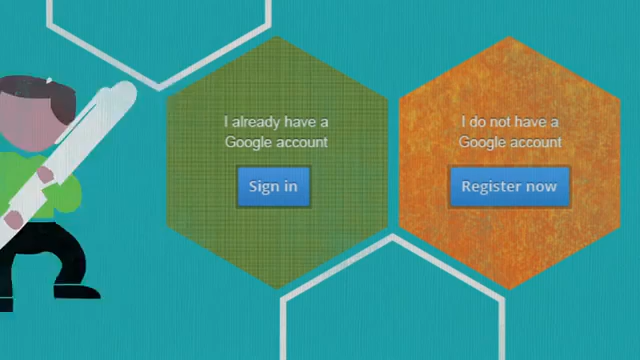 I already have a
Google account
Sign in
I do not have a
Google account
Register now